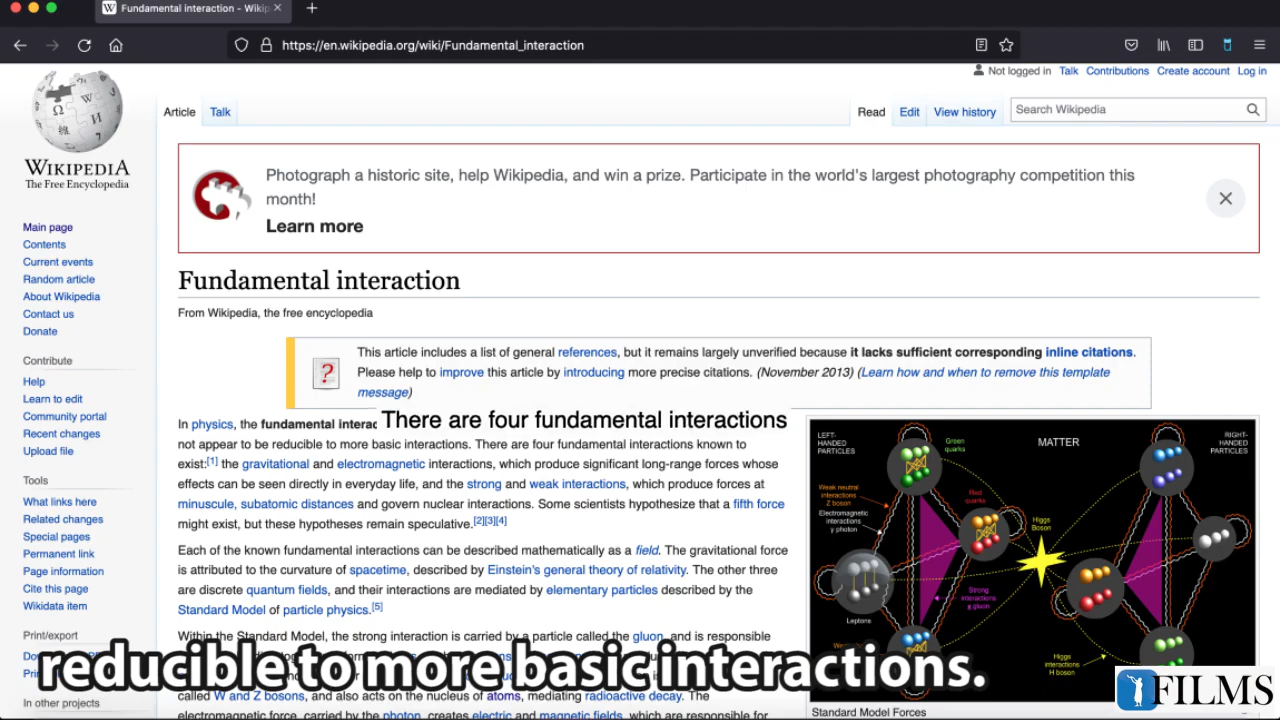 Fundamental interaction - Wikip
https://en.wikipedia.org/wiki/Fundamental_interaction
Not logged in Talk Contributions Create account Log in
Article Talk Read Edit View history Search Wikipedia
WIKIPEDIA
The Free Encyclopedia
Main page
Contents
Current events
Random article
About Wikipedia
Contact us
Donate
Contribute
Help
Learn to edit
Community portal
Recent changes
Upload file
Tools
What links here
Related changes
Special pages
Permanent link
Page information
Cite this page
Wikidata item
Print/export
In other projects
Photograph a historic site, help Wikipedia, and win a prize. Participate in the world's largest photography competition this
month!
Learn more
Fundamental interaction
From Wikipedia, the free encyclopedia
This article includes a list of general references, but it remains largely unverified because it lacks sufficient corresponding inline citations.
Please help to improve this article by introducing more precise citations. (November 2013) (Learn how and when to remove this template
message)
There are four fundamental interactions
In physics, the fundamental interac
not appear to be reducible to more basic interactions. There are four fundamental interactions known to
exist:[1] the gravitational and electromagnetic interactions, which produce significant long-range forces whose
effects can be seen directly in everyday life, and the strong and weak interactions, which produce forces at
minuscule, subatomic distances and govern nuclear interactions. Some scientists hypothesize that a fifth force
might exist, but these hypotheses remain speculative.[2][3][4]
Each of the known fundamental interactions can be described mathematically as a field. The gravitational force
is attributed to the curvature of spacetime, described by Einstein's general theory of relativity. The other three
are discrete quantum fields, and their interactions are mediated by elementary particles described by the
Standard Model of particle physics.[5]
Within the Standard Model, the strong interaction is carried by a particle called the gluon, and is responsible
called W and Z bosons, and also acts on the nucleus of atoms, mediating radioactive decay. The
electromagnetic force, carried by the photon, creates electric and magnetic fields, which are responsible for
LEFT-
HANDED
PARTICLES
MATTER
RIGHT-
HANDED
PARTICLES
Green
quarks
Weak neutral
interactions
Z boson
Electromagnetic
interactions
γ photon
Red
quarks
Higgs
Boson
Strong
interactions
g gluon
Leptons
Higgs
interactions
H boson
Standard Model Forces
reducible to more basic interactions.
FILMS